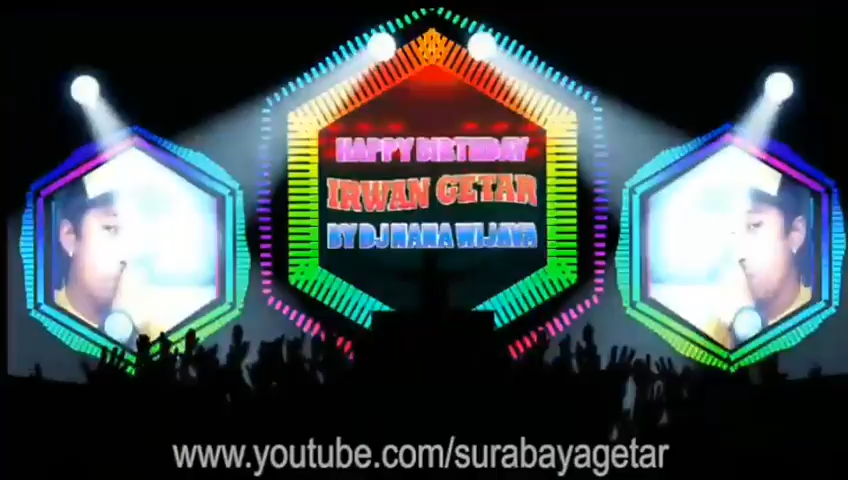 HAPPY BIRTHDAY
IRWAN GETAR
BY DJ NANA WIJAYA
www.youtube.com/surabayagetar